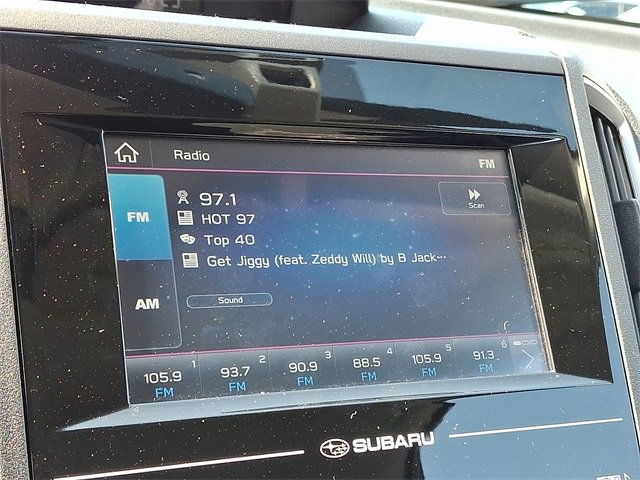 Radio
FM
FM
97.1
Scan
HOT 97
Top 40
Get Jiggy (feat. Zeddy Will) by B Jack…
AM
Sound
1 2 3 4 5 6
105.9 93.7 90.9 88.5 105.9 91.3
FM FM FM FM FM FM
SUBARU